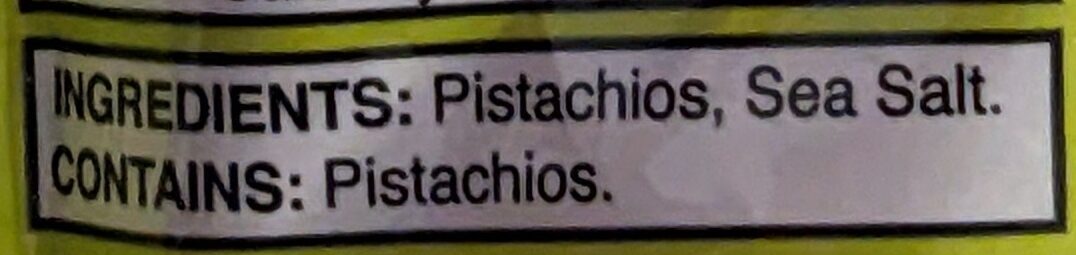 INGREDIENTS: Pistachios, Sea Salt.
CONTAINS: Pistachios.